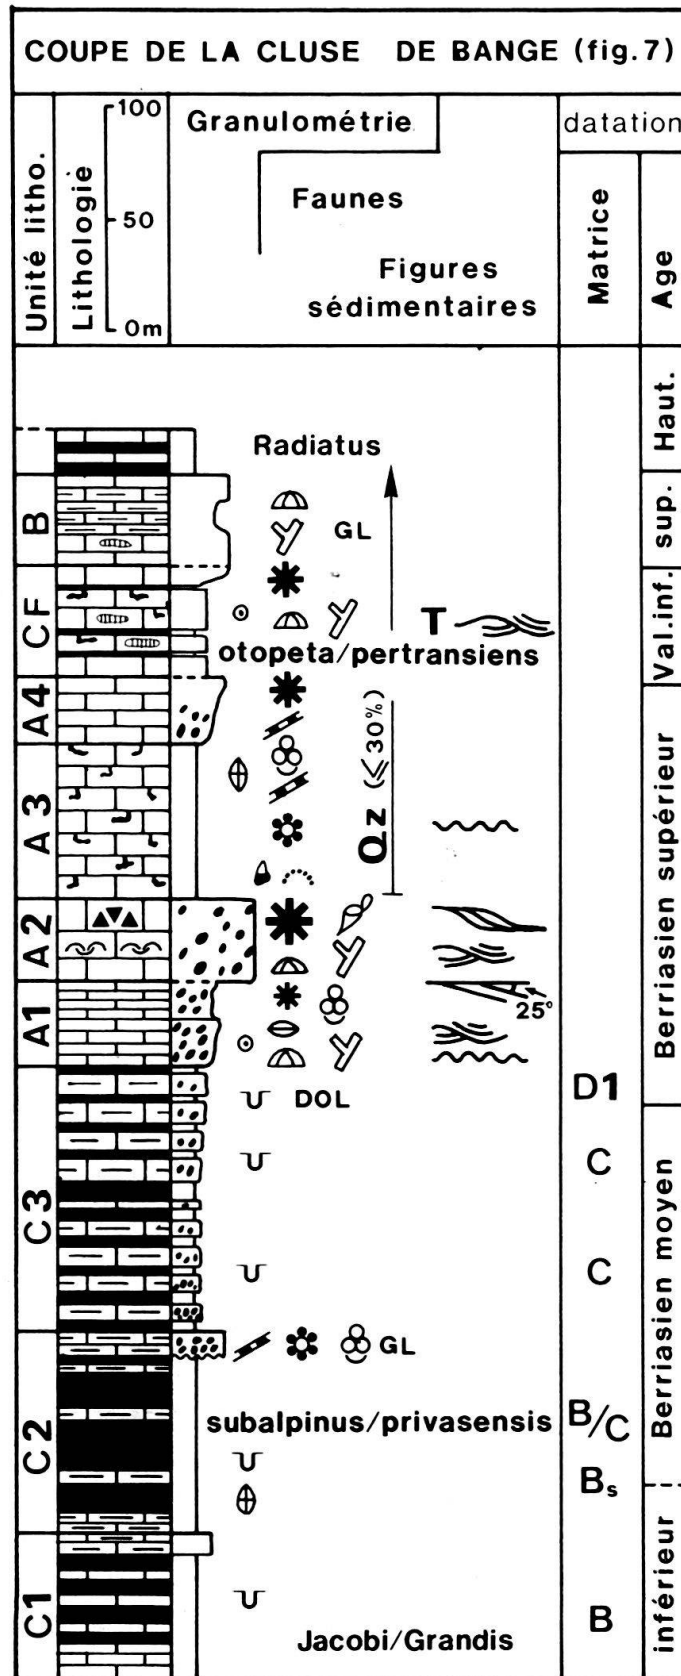 COUPE DE LA CLUSE DE BANGE (fig.7)
Unité litho.
Lithologie
100
50
0m
Granulométrie
Faunes
Figures
sédimentaires
datation
Matrice
Age
Haut.
Radiatus
B
GL
sup.
CF
T
Val.inf.
otopeta/pertransiens
A4
Qz (≤30%)
A3
Berriasien supérieur
A2
A1
25°
D1
DOL
C
C3
C
Berriasien moyen
GL
C2
subalpinus/privasensis
B/C
Bs
C1
B
inférieur
Jacobi/Grandis